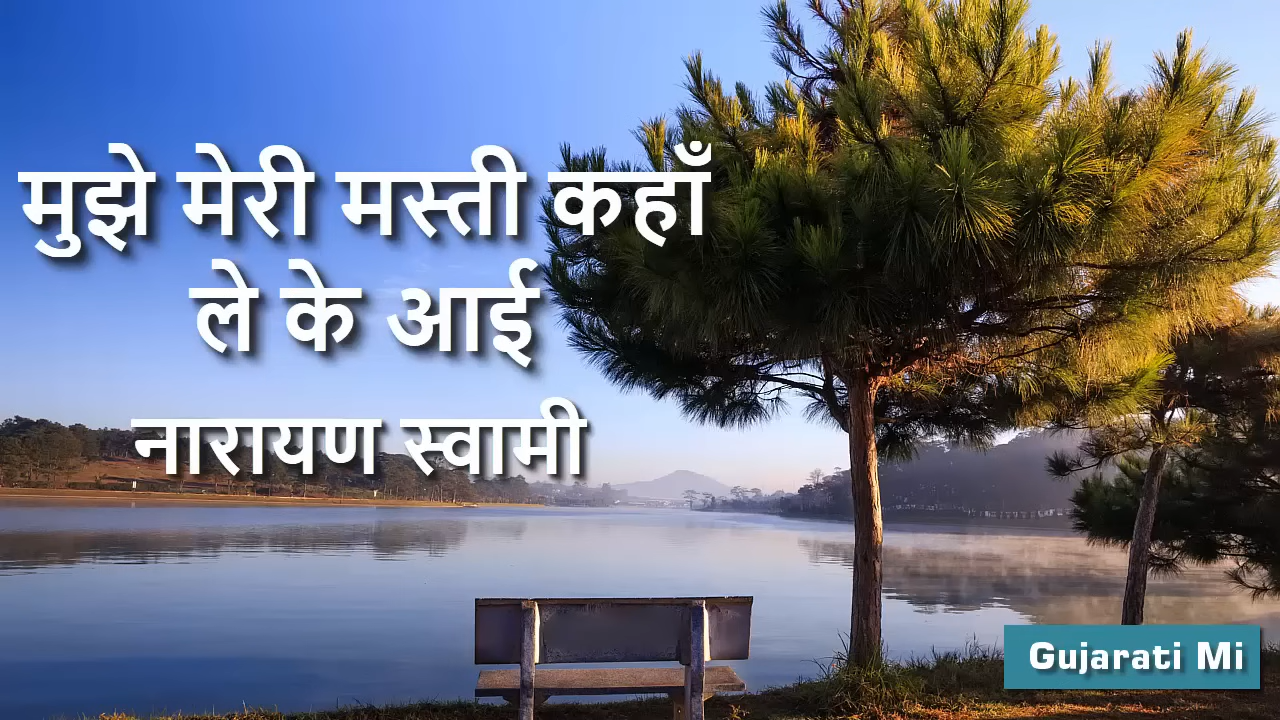 मुझे मेरी मस्ती कहाँ
ले के आई
नारायण स्वामी
Gujarati Mi